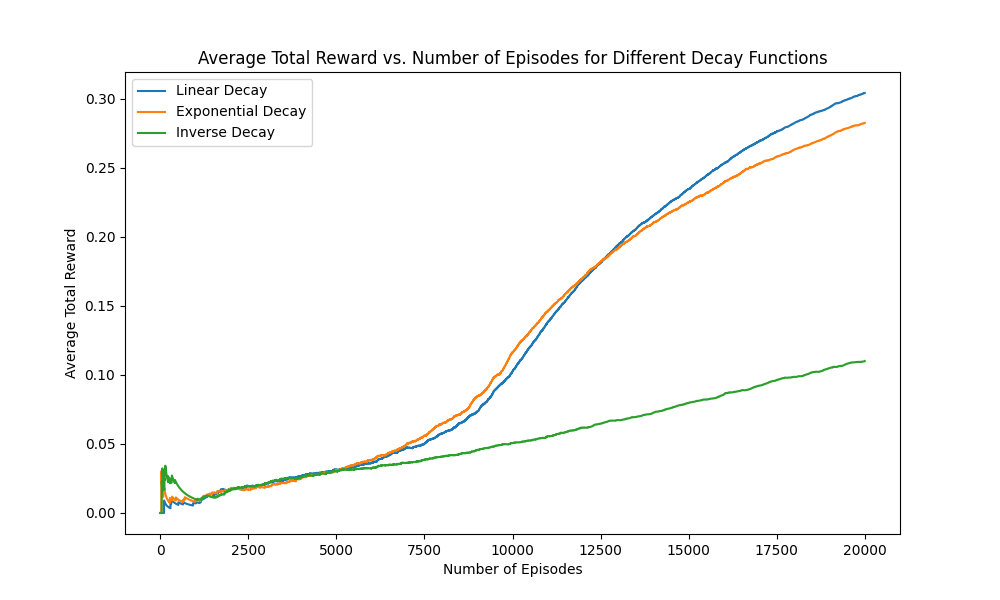 Average Total Reward vs. Number of Episodes for Different Decay Functions
Linear Decay
Exponential Decay
Inverse Decay
Average Total Reward
0.30
0.25
0.20
0.15
0.10
0.05
0.00
0 2500 5000 7500 10000 12500 15000 17500 20000
Number of Episodes